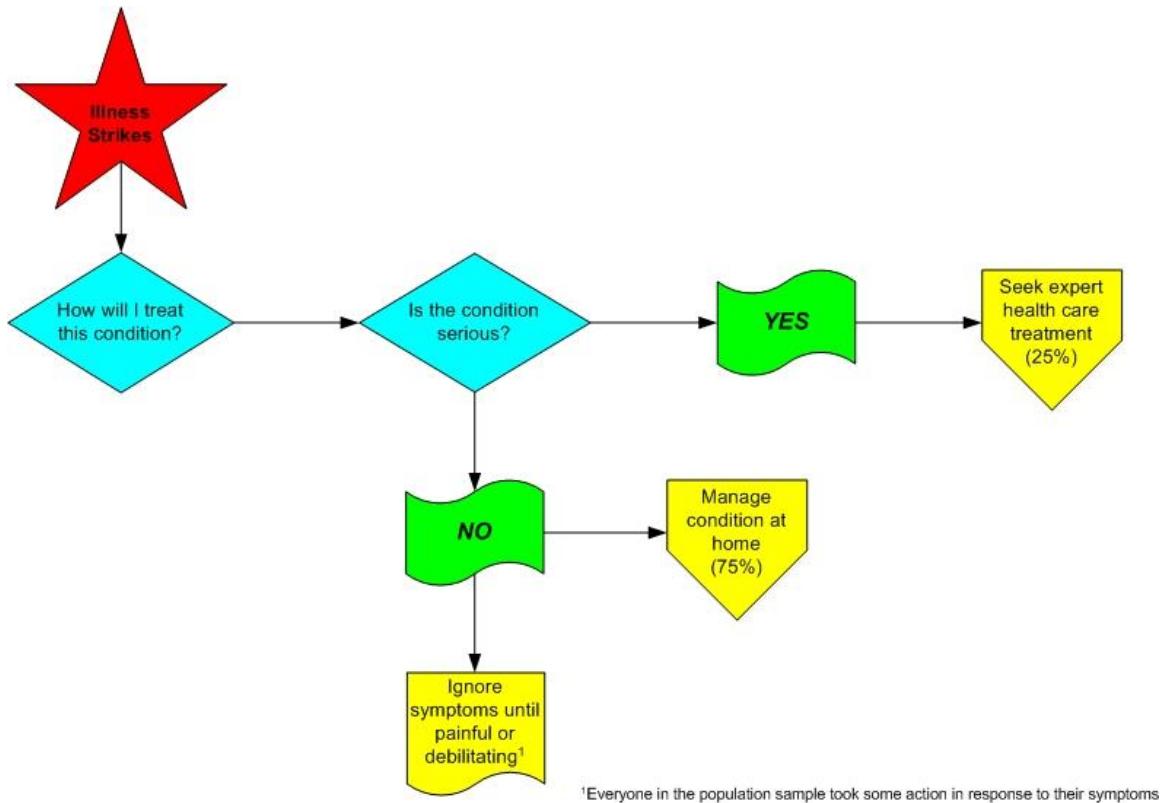 Illness
Strikes
How will I treat
this condition?
Is the condition
serious?
YES
Seek expert
health care
treatment
(25%)
NO
Manage
condition at
home
(75%)
Ignore
symptoms until
painful or
debilitating¹
¹Everyone in the population sample took some action in response to their symptoms